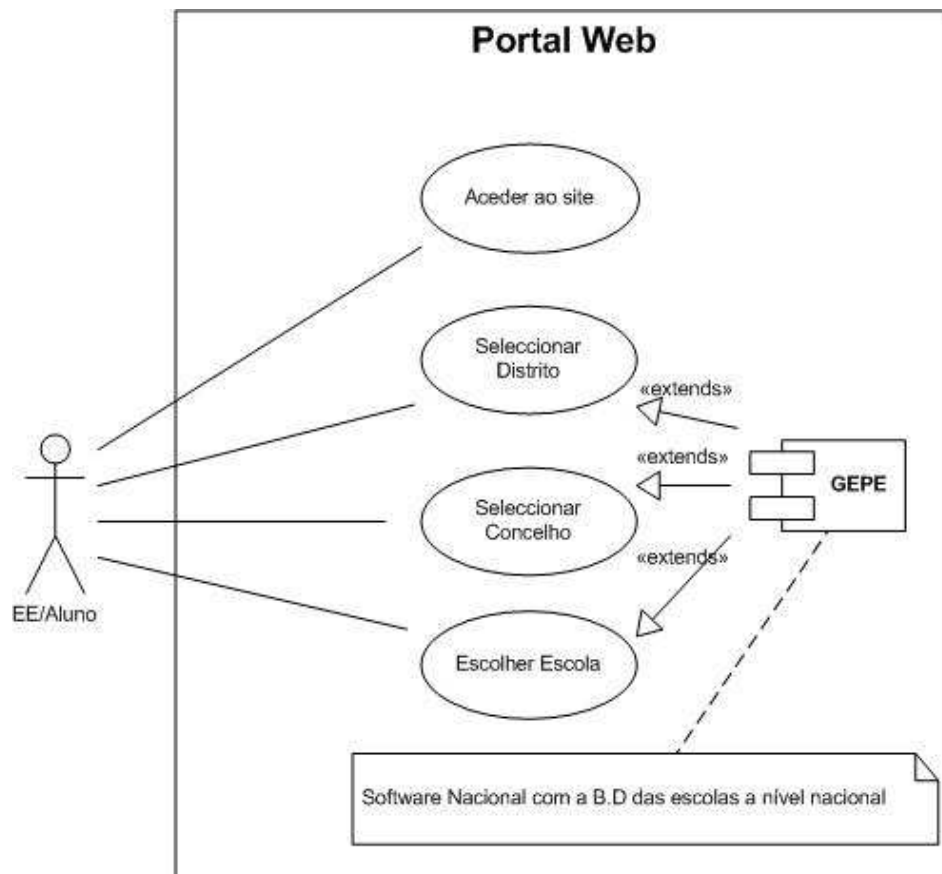 Portal Web
Aceder ao site
Seleccionar
Distrito
«extends»
«extends»
GEPE
Seleccionar
Concelho
«extends»
EE/Aluno
Escolher Escola
Software Nacional com a B.D das escolas a nível nacional